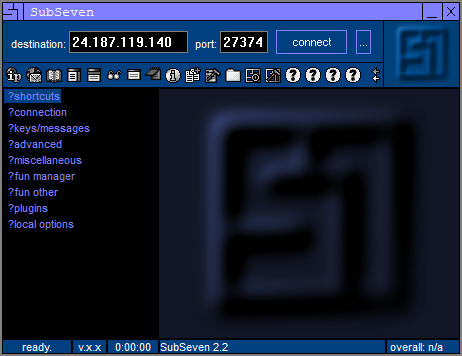 SubSeven
destination: 24.187.119.140 port: 27374 connect ...
ip
?shortcuts
?connection
?keys/messages
?advanced
?miscellaneous
?fun manager
?fun other
?plugins
?local options
ready. v.x.x 0:00:00 SubSeven 2.2 overall: n/a